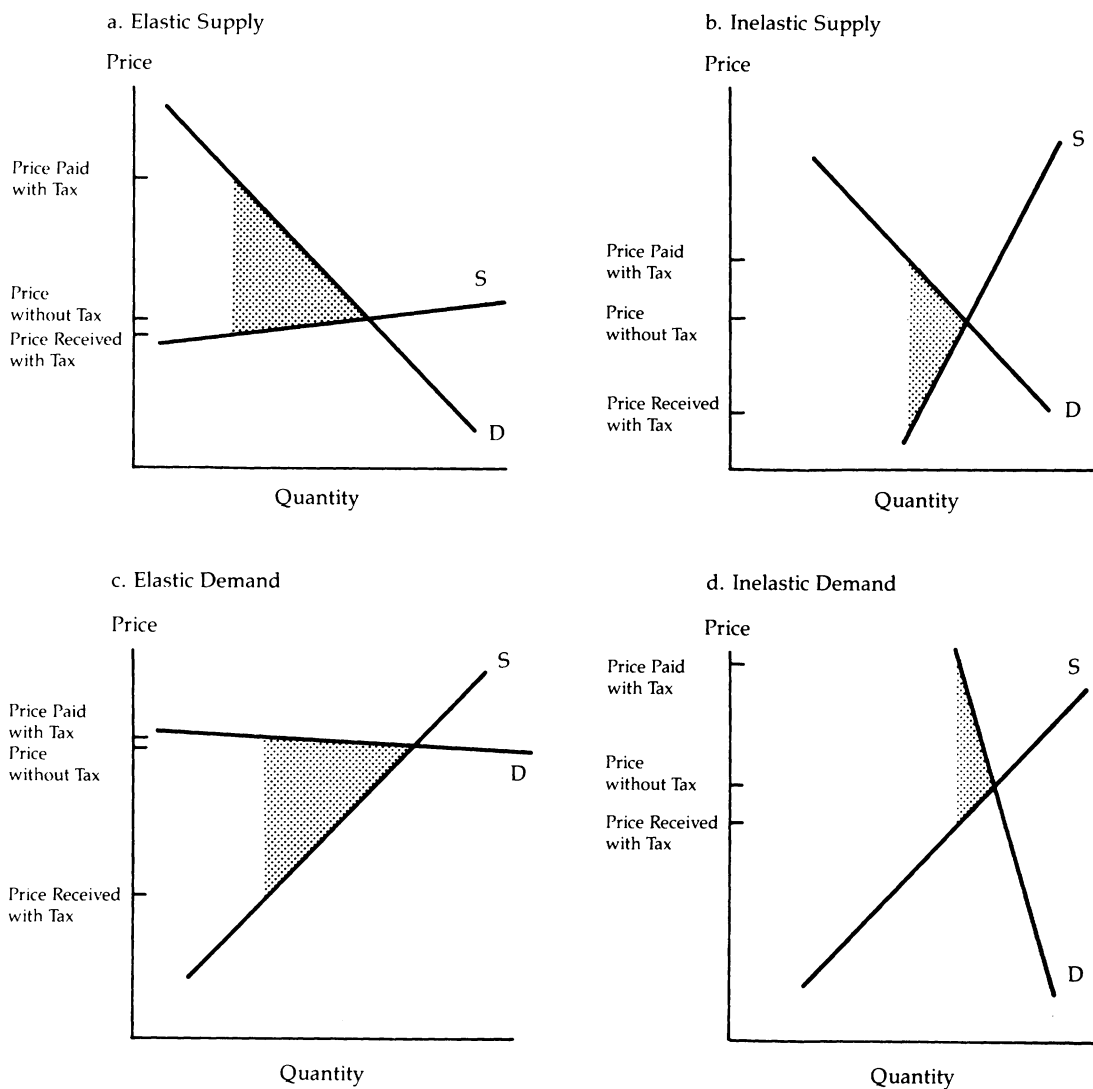 a. Elastic Supply
Price
Price Paid
with Tax
Price
without Tax
Price Received
with Tax
S
D
Quantity
b. Inelastic Supply
Price
Price Paid
with Tax
Price
without Tax
Price Received
with Tax
S
D
Quantity
c. Elastic Demand
Price
Price Paid
with Tax
Price
without Tax
Price Received
with Tax
S
D
Quantity
d. Inelastic Demand
Price
Price Paid
with Tax
Price
without Tax
Price Received
with Tax
S
D
Quantity